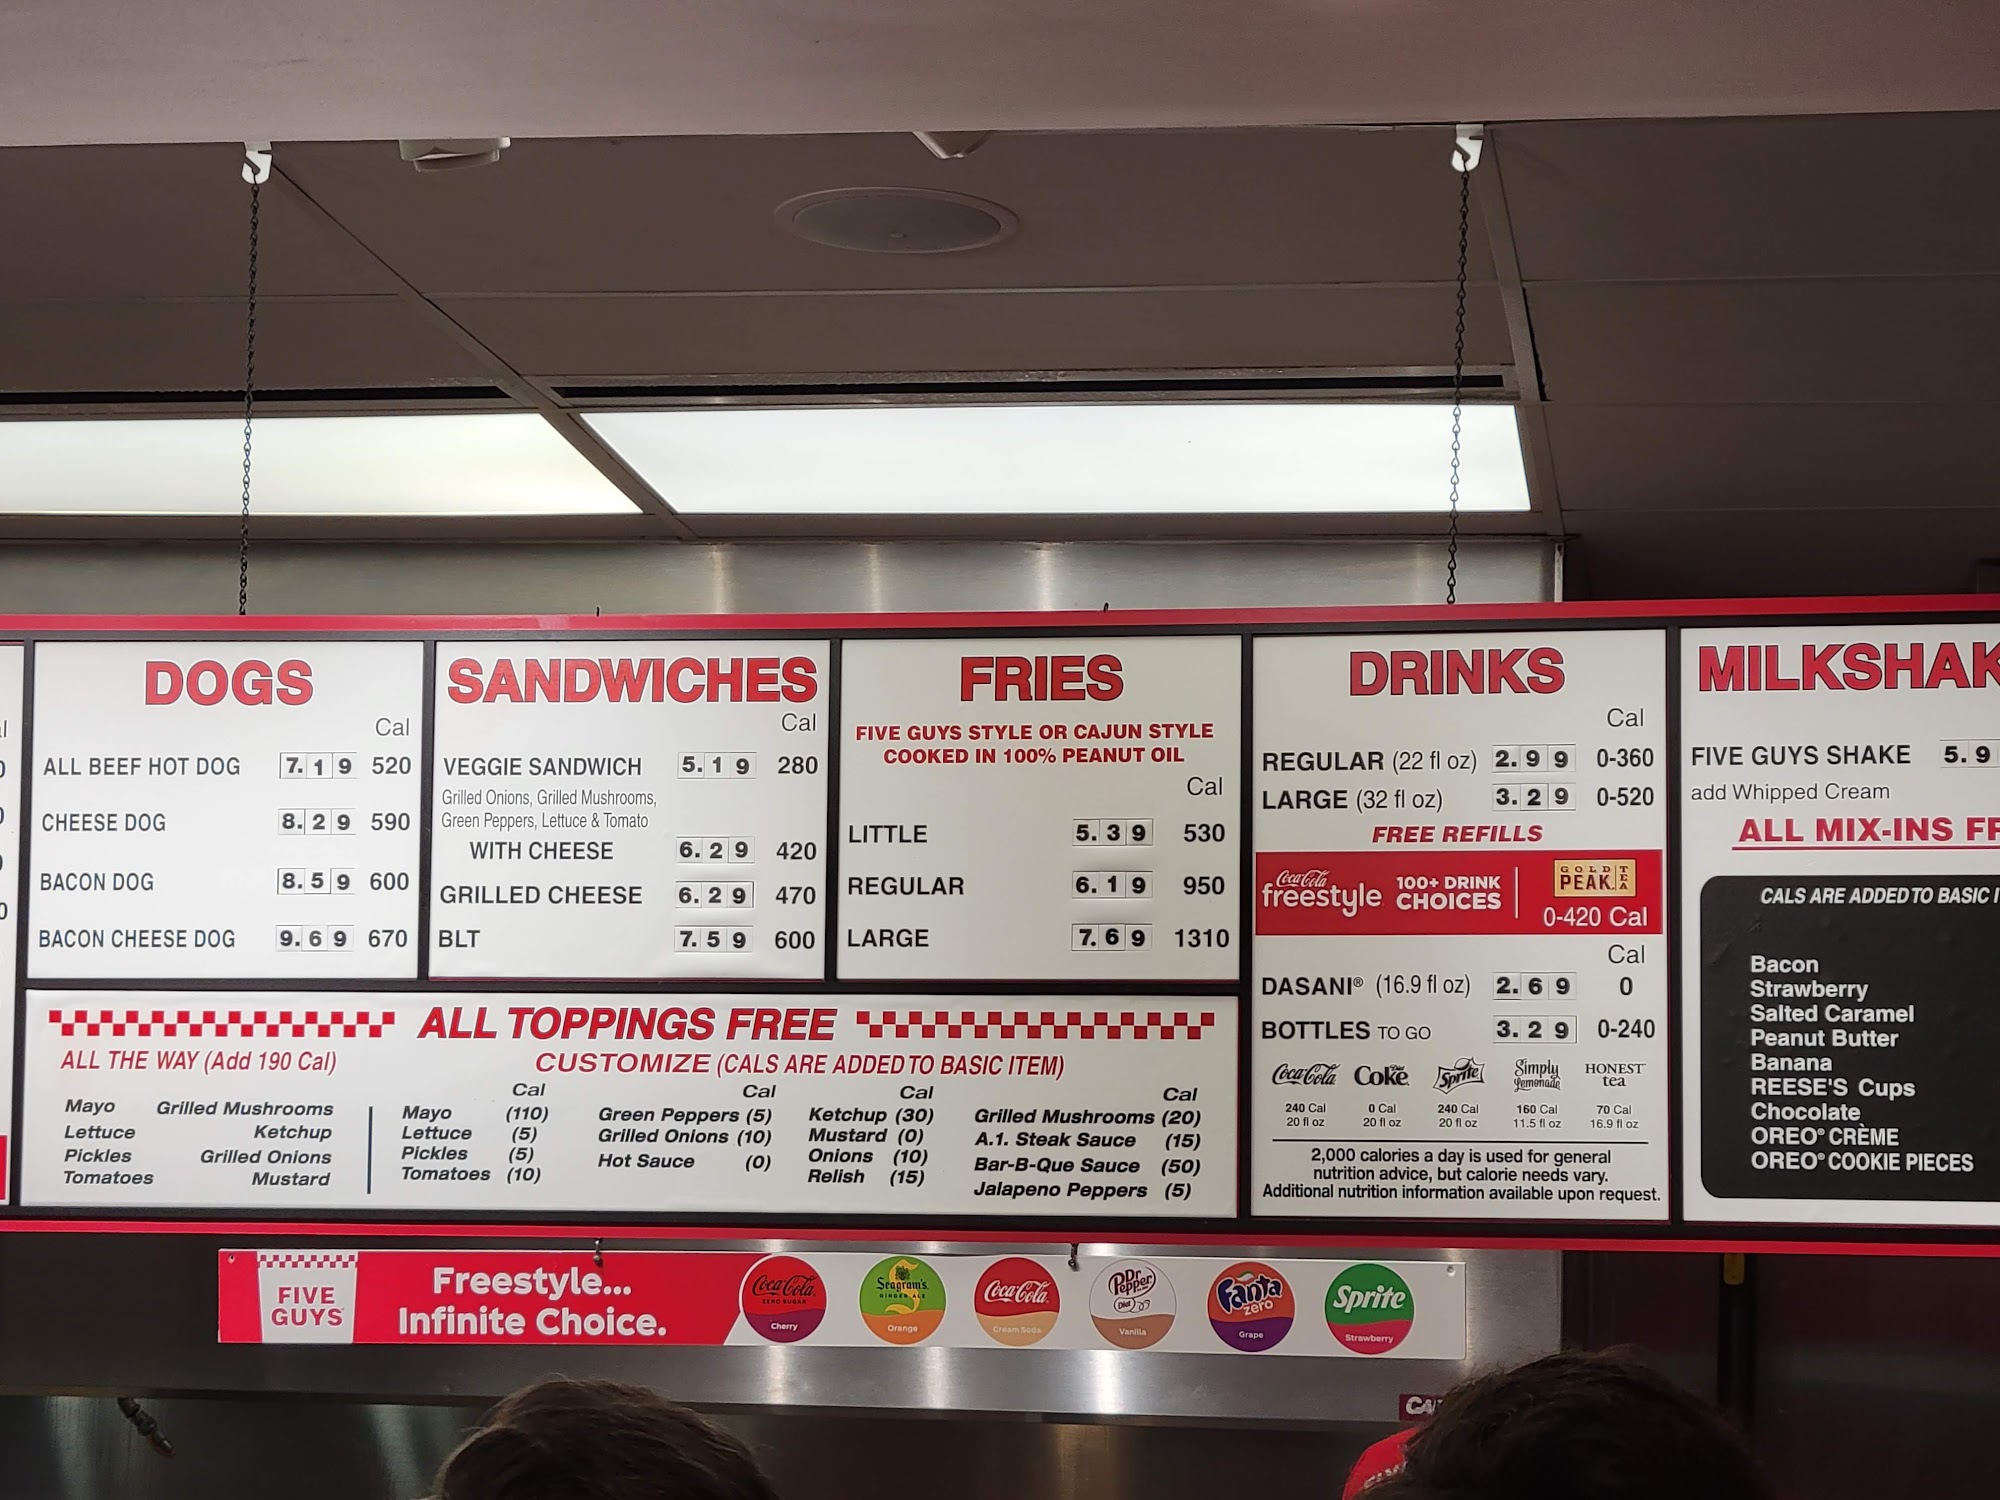 DOGS
Cal
ALL BEEF HOT DOG 7.19 520
CHEESE DOG 8.29 590
BACON DOG 8.59 600
BACON CHEESE DOG 9.69 670
SANDWICHES
Cal
VEGGIE SANDWICH 5.19 280
Grilled Onions, Grilled Mushrooms,
Green Peppers, Lettuce & Tomato
WITH CHEESE 6.29 420
GRILLED CHEESE 6.29 470
BLT 7.59 600
FRIES
FIVE GUYS STYLE OR CAJUN STYLE
COOKED IN 100% PEANUT OIL
Cal
LITTLE 5.39 530
REGULAR 6.19 950
LARGE 7.69 1310
ALL TOPPINGS FREE
ALL THE WAY (Add 190 Cal)
Mayo Grilled Mushrooms
Lettuce Ketchup
Pickles Grilled Onions
Tomatoes Mustard
CUSTOMIZE (CALS ARE ADDED TO BASIC ITEM)
Cal
Mayo (110)
Lettuce (5)
Pickles (5)
Tomatoes (10)
Cal
Green Peppers (5)
Grilled Onions (10)
Hot Sauce (0)
Cal
Ketchup (30)
Mustard (0)
Onions (10)
Relish (15)
Cal
Grilled Mushrooms (20)
A.1. Steak Sauce (15)
Bar-B-Que Sauce (50)
Jalapeno Peppers (5)
DRINKS
Cal
REGULAR (22 fl oz) 2.99 0-360
LARGE (32 fl oz) 3.29 0-520
FREE REFILLS
Coca-Cola freestyle
100+ DRINK
CHOICES
GOLD PEAK TEA
0-420 Cal
Cal
DASANI® (16.9 fl oz) 2.69 0
BOTTLES TO GO 3.29 0-240
Coca-Cola Diet Coke Sprite Simply Lemonade HONEST tea
240 Cal 0 Cal 240 Cal 160 Cal 70 Cal
20 fl oz 20 fl oz 20 fl oz 11.5 fl oz 16.9 fl oz
2,000 calories a day is used for general
nutrition advice, but calorie needs vary.
Additional nutrition information available upon request.
MILKSHAK
FIVE GUYS SHAKE 5.9
add Whipped Cream
ALL MIX-INS FR
CALS ARE ADDED TO BASIC I
Bacon
Strawberry
Salted Caramel
Peanut Butter
Banana
REESE'S Cups
Chocolate
OREO® CRÈME
OREO® COOKIE PIECES
FIVE
GUYS
Freestyle...
Infinite Choice.
Coca-Cola
ZERO SUGAR
Cherry
Seagram's
GINGER ALE
Orange
Coca-Cola
Cream Soda
Dr Pepper
Diet
Vanilla
Fanta
zero
Grape
Sprite
Strawberry